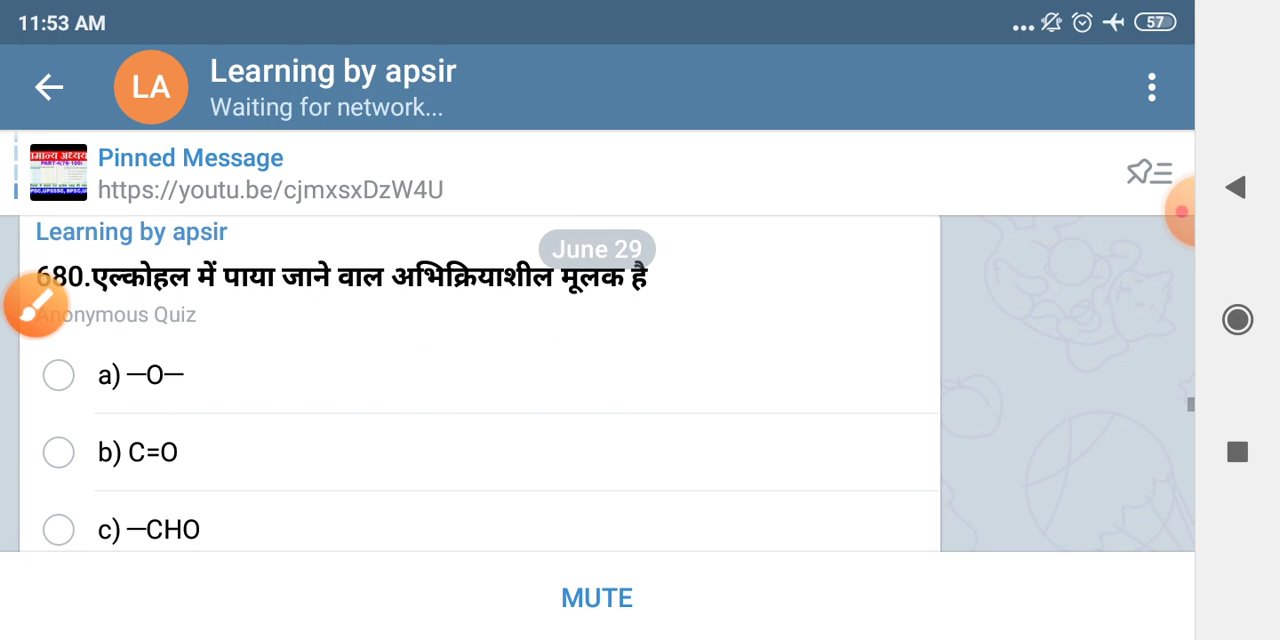 11:53 AM
57
LA
Learning by apsir
Waiting for network...
Pinned Message
https://youtu.be/cjmxsxDzW4U
Learning by apsir
June 29
680.एल्कोहल में पाया जाने वाल अभिक्रियाशील मूलक है
Anonymous Quiz
a) —O—
b) C=O
c) —CHO
MUTE